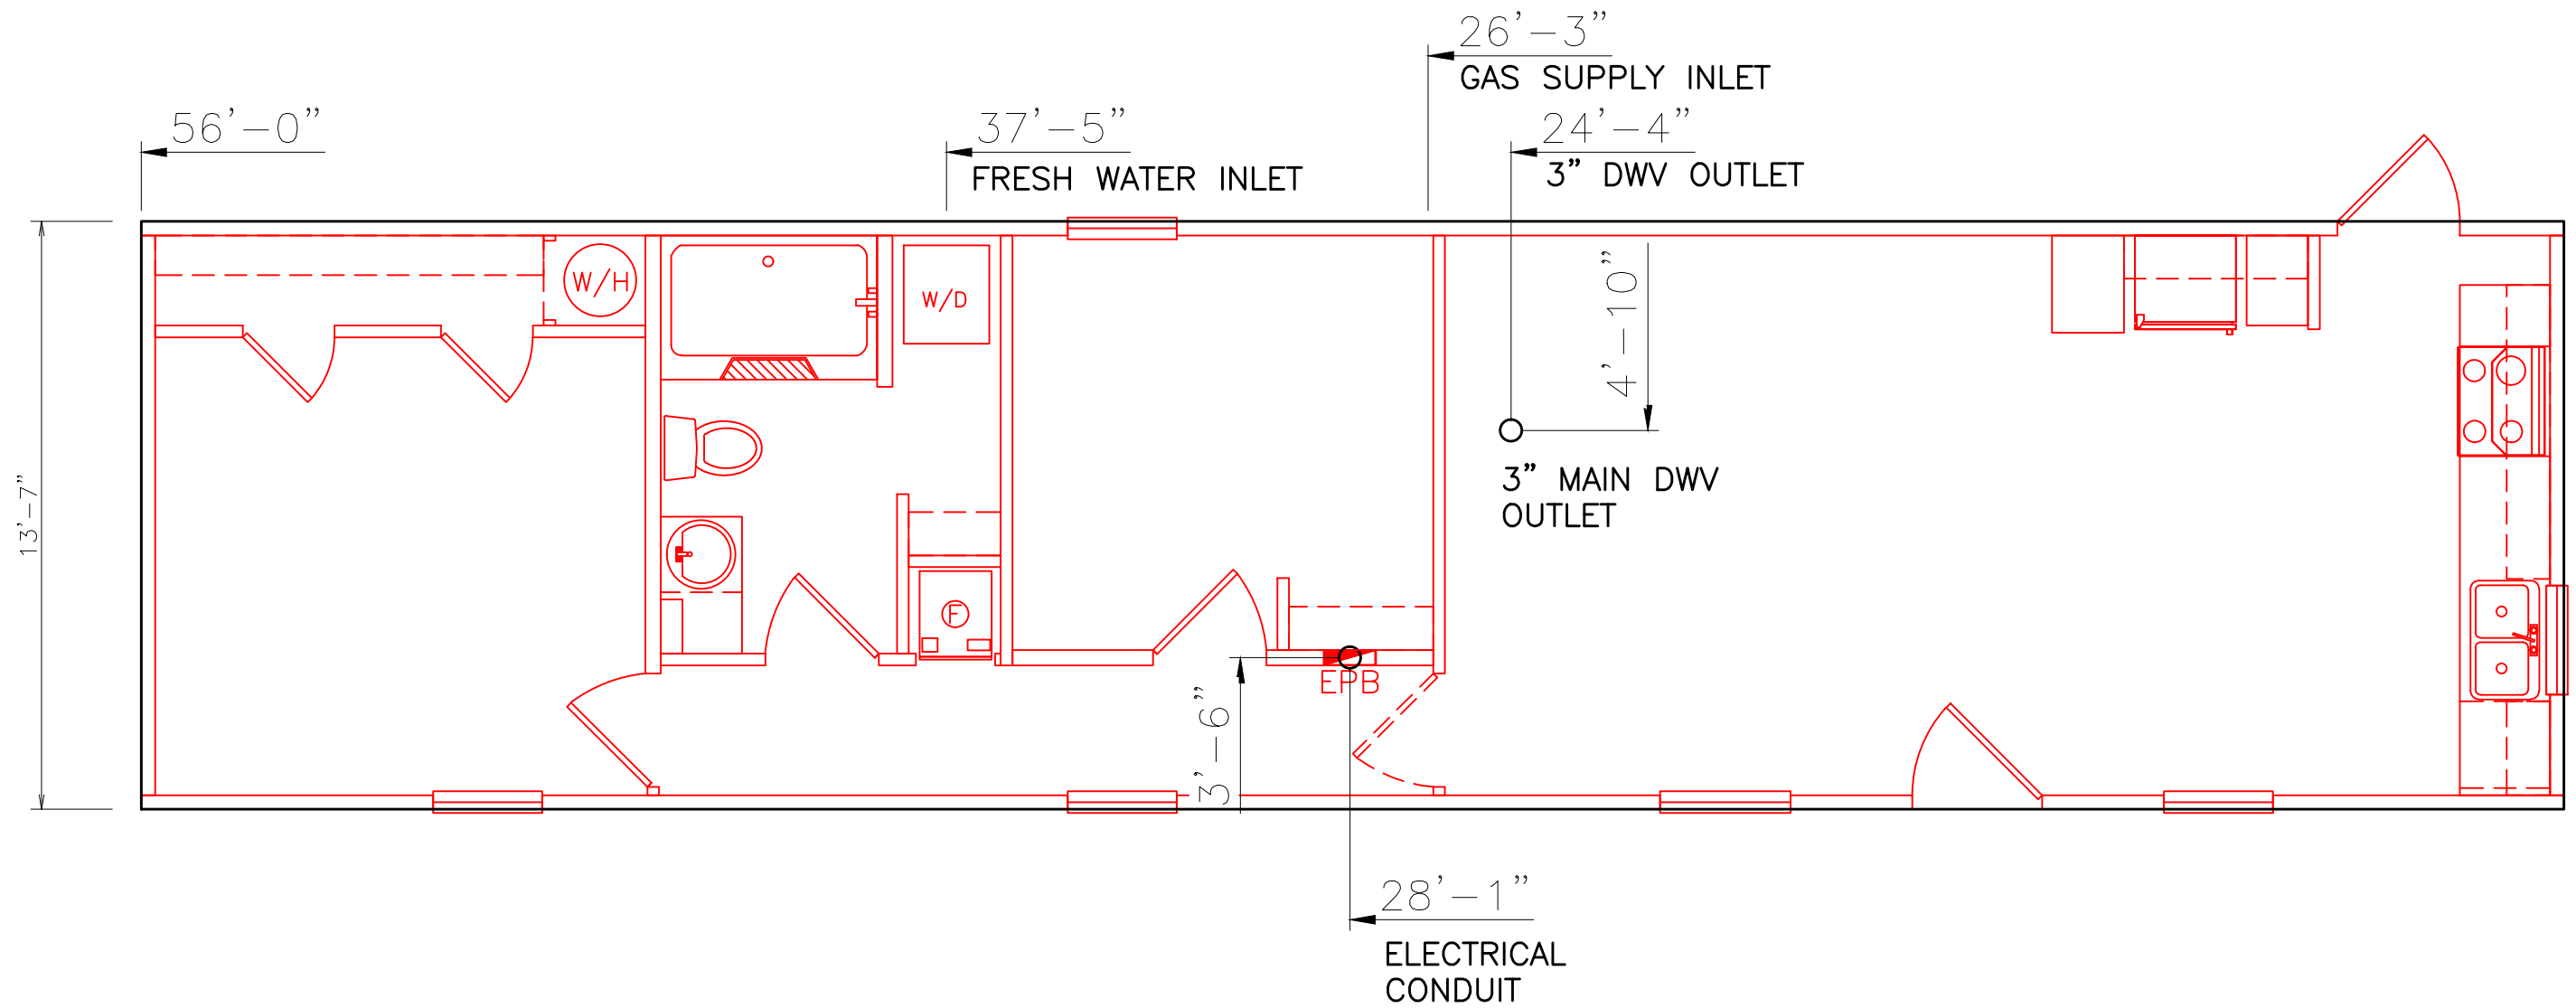 26'-3"
GAS SUPPLY INLET
56'-0"
37'-5"
24'-4"
FRESH WATER INLET
3" DWV OUTLET
W/H
W/D
4'-10"
3" MAIN DWV
OUTLET
13'-7"
F
EPB
3'-6"
28'-1"
ELECTRICAL
CONDUIT